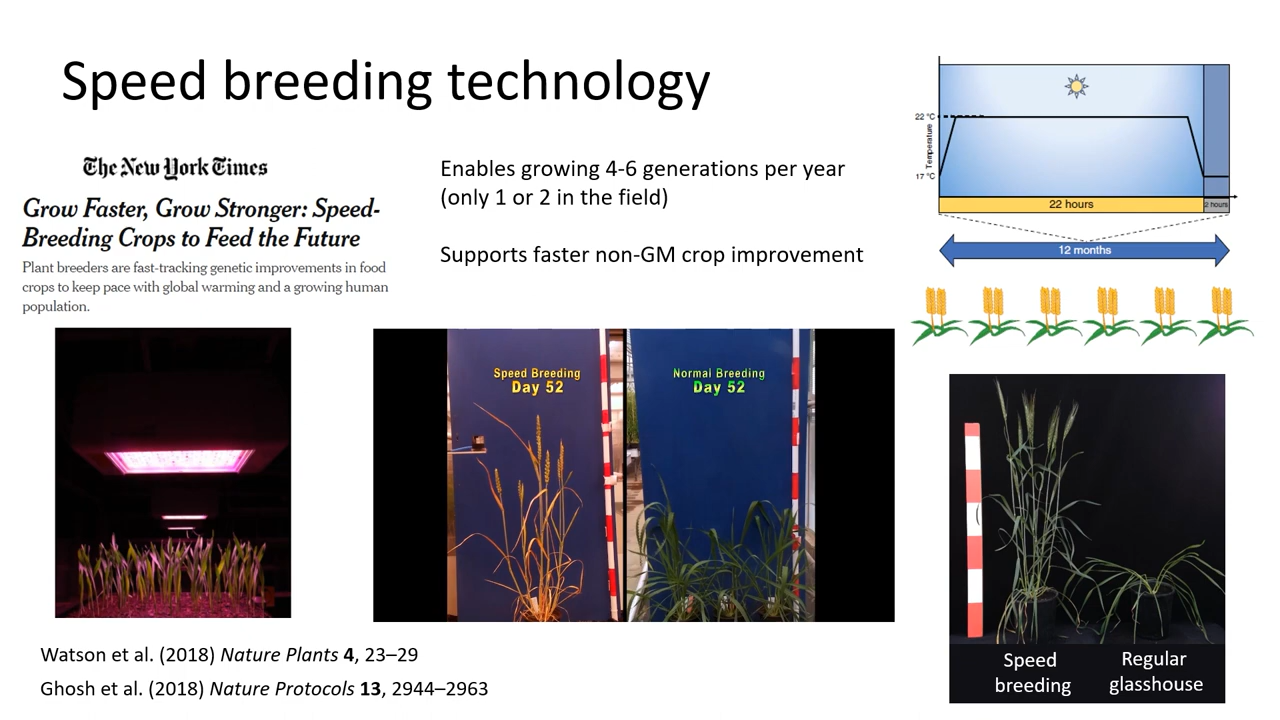 Speed breeding technology
The New York Times
Grow Faster, Grow Stronger: Speed-
Breeding Crops to Feed the Future
Plant breeders are fast-tracking genetic improvements in food
crops to keep pace with global warming and a growing human
population.
Enables growing 4-6 generations per year
(only 1 or 2 in the field)
Supports faster non-GM crop improvement
22 °C
Temperature
17 °C
22 hours
2 hours
12 months
Speed Breeding
Day 52
Normal Breeding
Day 52
Speed
breeding
Regular
glasshouse
Watson et al. (2018) Nature Plants 4, 23–29
Ghosh et al. (2018) Nature Protocols 13, 2944–2963